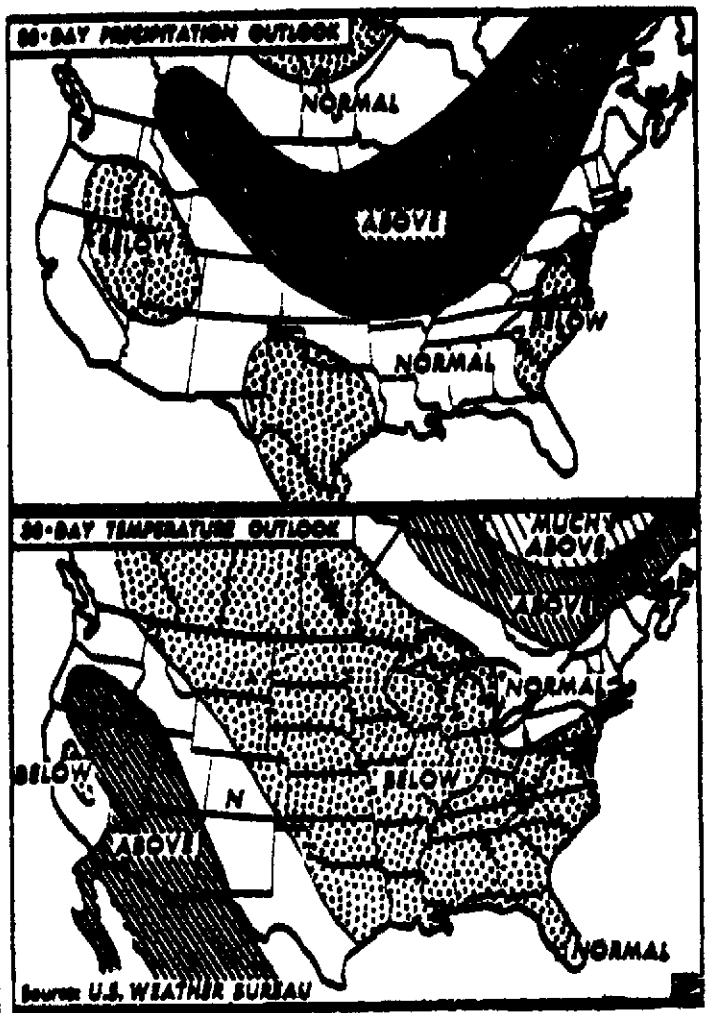 30-DAY PRECIPITATION OUTLOOK
NORMAL
ABOVE
BELOW
BELOW
NORMAL
30-DAY TEMPERATURE OUTLOOK
MUCH
ABOVE
ABOVE
NORMAL
BELOW
BELOW
N
ABOVE
NORMAL
Source: U.S. WEATHER BUREAU